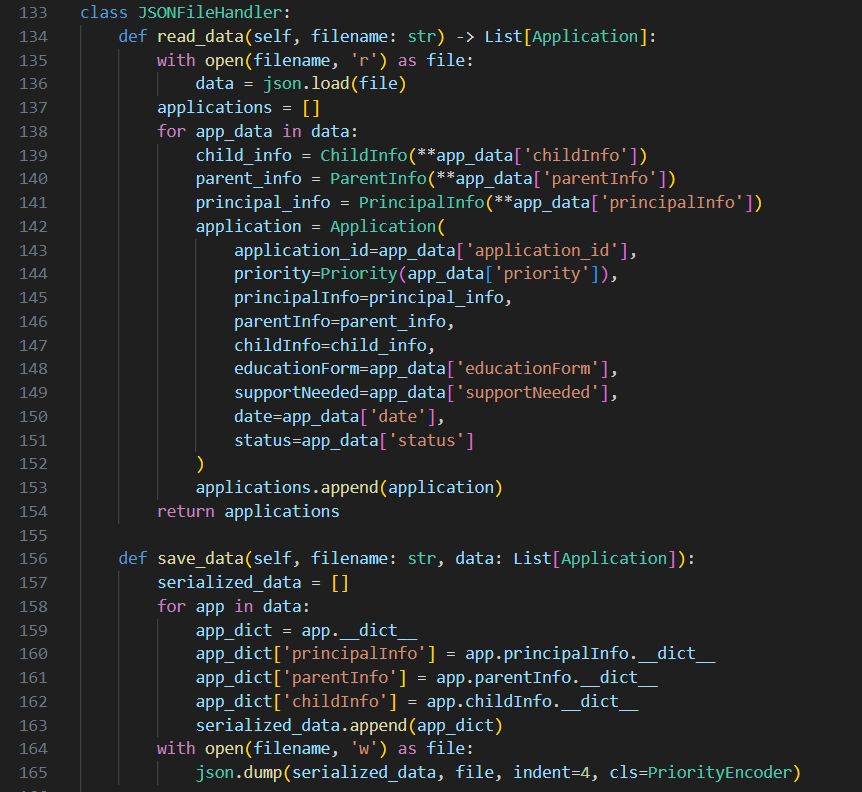 133 class JSONFileHandler:
134     def read_data(self, filename: str) -> List[Application]:
135         with open(filename, 'r') as file:
136             data = json.load(file)
137         applications = []
138         for app_data in data:
139             child_info = ChildInfo(**app_data['childInfo'])
140             parent_info = ParentInfo(**app_data['parentInfo'])
141             principal_info = PrincipalInfo(**app_data['principalInfo'])
142             application = Application(
143                 application_id=app_data['application_id'],
144                 priority=Priority(app_data['priority']),
145                 principalInfo=principal_info,
146                 parentInfo=parent_info,
147                 childInfo=child_info,
148                 educationForm=app_data['educationForm'],
149                 supportNeeded=app_data['supportNeeded'],
150                 date=app_data['date'],
151                 status=app_data['status']
152             )
153             applications.append(application)
154         return applications
155
156     def save_data(self, filename: str, data: List[Application]):
157         serialized_data = []
158         for app in data:
159             app_dict = app.__dict__
160             app_dict['principalInfo'] = app.principalInfo.__dict__
161             app_dict['parentInfo'] = app.parentInfo.__dict__
162             app_dict['childInfo'] = app.childInfo.__dict__
163             serialized_data.append(app_dict)
164         with open(filename, 'w') as file:
165             json.dump(serialized_data, file, indent=4, cls=PriorityEncoder)